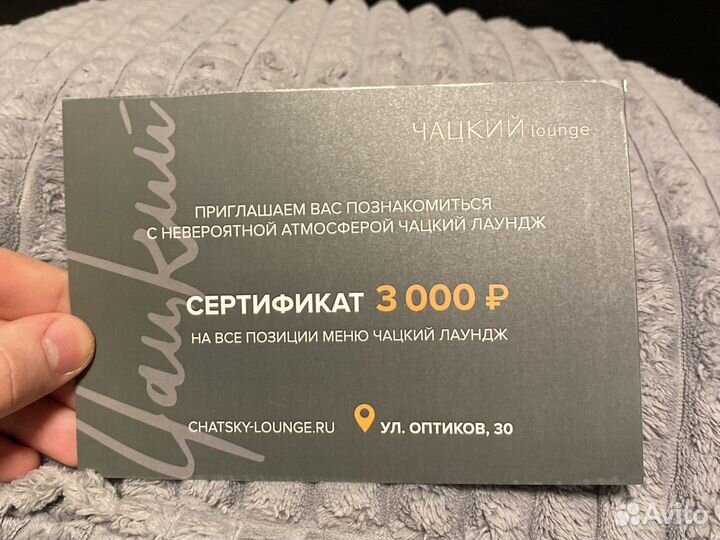 Чацкий
ЧАЦКИЙ lounge
ПРИГЛАШАЕМ ВАС ПОЗНАКОМИТЬСЯ
С НЕВЕРОЯТНОЙ АТМОСФЕРОЙ ЧАЦКИЙ ЛАУНДЖ
СЕРТИФИКАТ 3 000 ₽
НА ВСЕ ПОЗИЦИИ МЕНЮ ЧАЦКИЙ ЛАУНДЖ
CHATSKY-LOUNGE.RU УЛ. ОПТИКОВ, 30
Avito